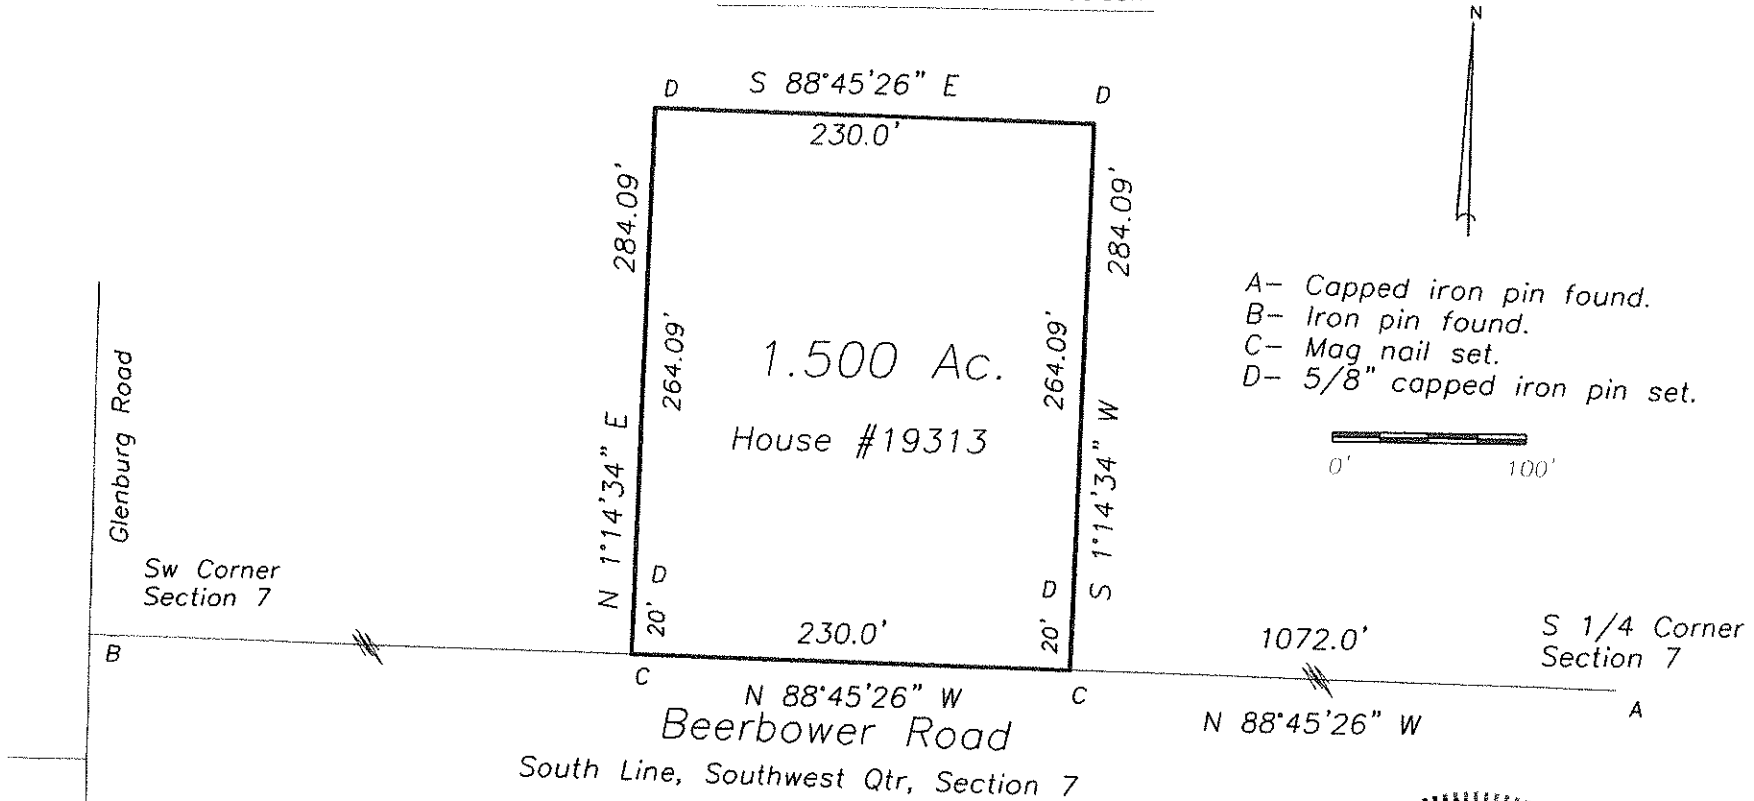 N
D
S 88°45'26" E
D
230.0'
284.09'
284.09'
A- Capped iron pin found.
B- Iron pin found.
C- Mag nail set.
D- 5/8" capped iron pin set.
264.09'
264.09'
1.500 Ac.
House #19313
0'
100'
Glenburg Road
N 1°14'34" E
S 1°14'34" W
Sw Corner
Section 7
D
D
20'
20'
230.0'
1072.0'
S 1/4 Corner
Section 7
B
C
C
A
N 88°45'26" W
N 88°45'26" W
Beerbower Road
South Line, Southwest Qtr, Section 7